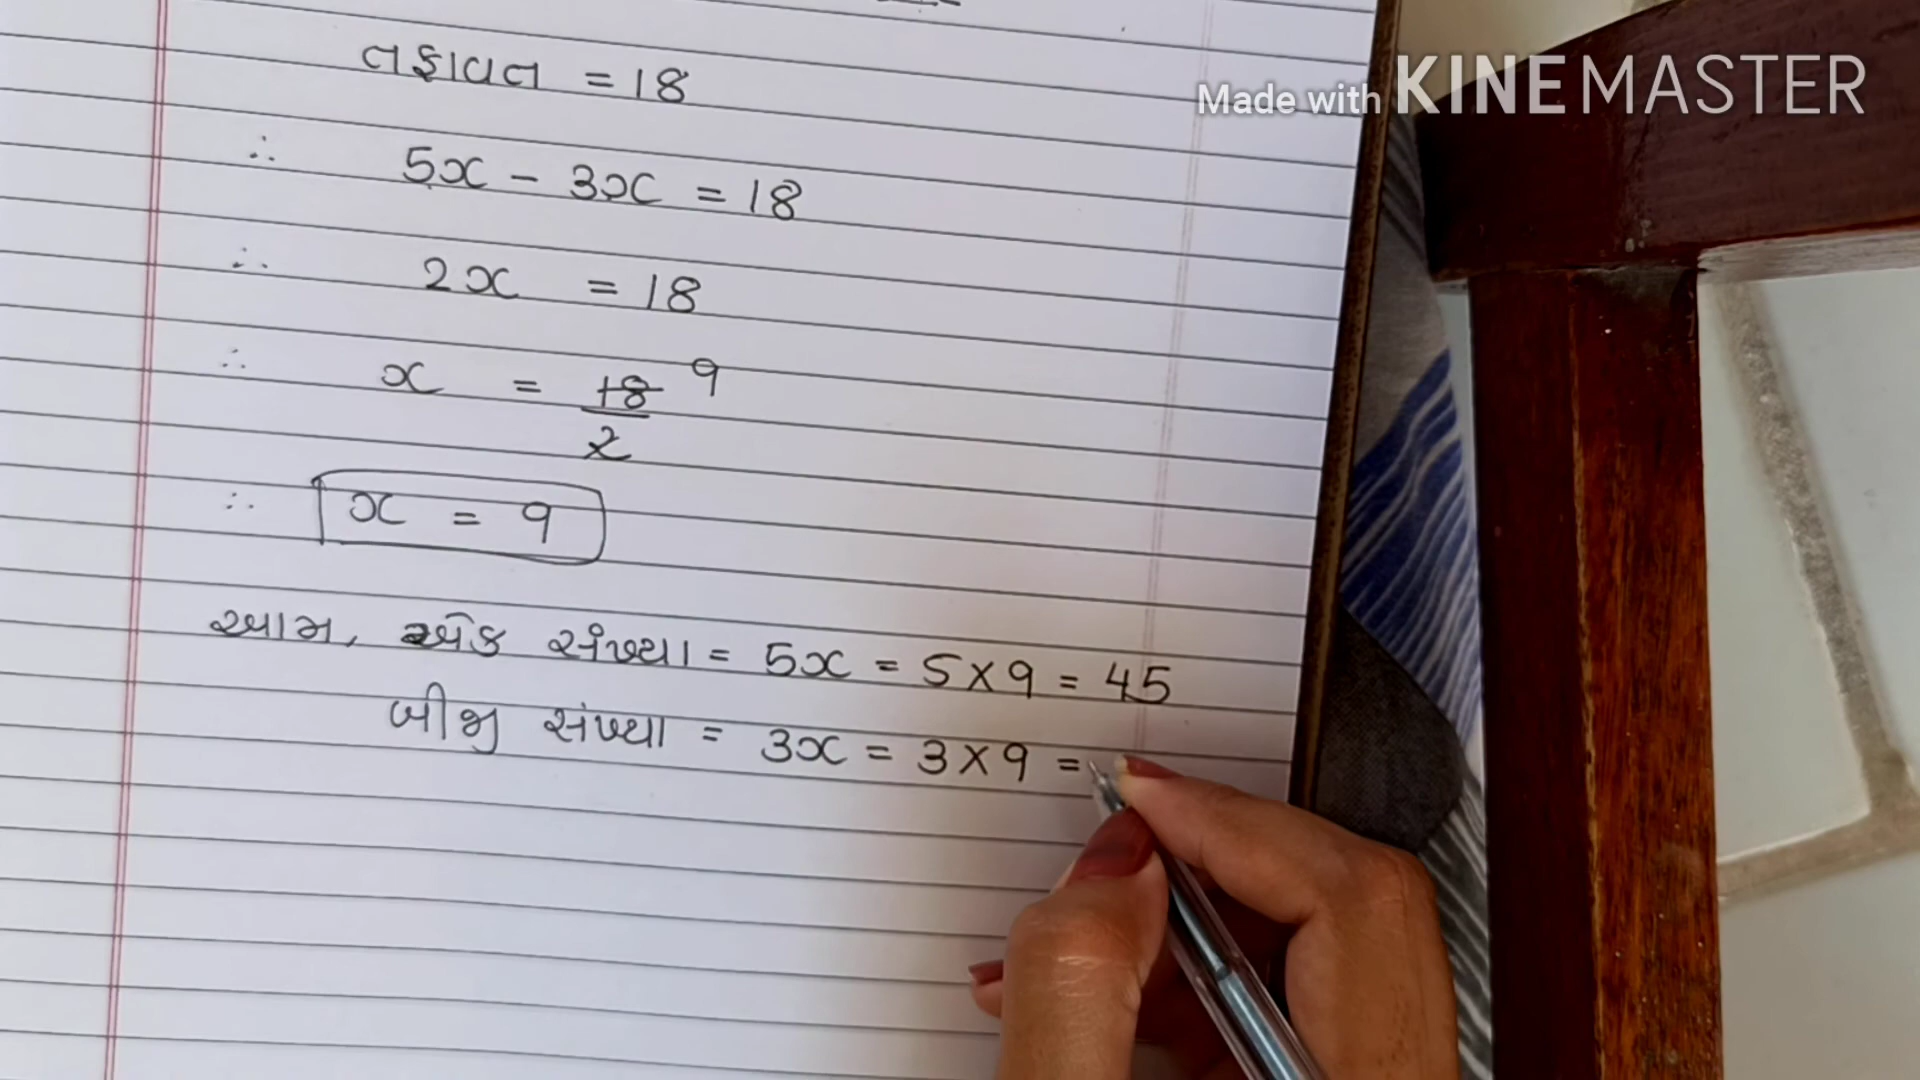 તફાવત = 18
Made with KINEMASTER
∴ 5x - 3x = 18
∴ 2x = 18
∴ x = 18 9
2
∴ x = 9
આમ, એક સંખ્યા = 5x = 5 × 9 = 45
બીજી સંખ્યા = 3x = 3 × 9 =